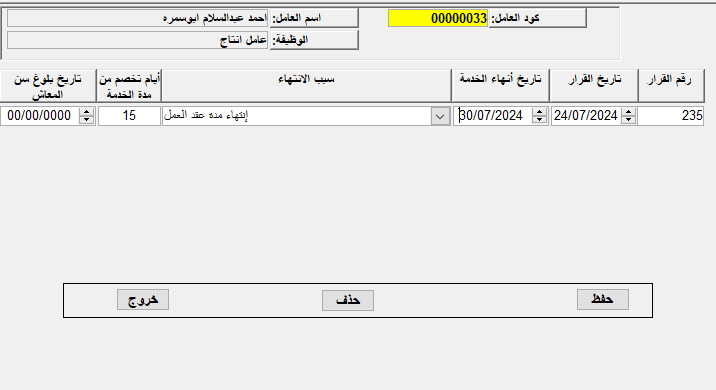 كود العامل: 00000033 اسم العامل: احمد عبدالسلام ابوسمره
الوظيفة: عامل انتاج
رقم القرار تاريخ القرار تاريخ أنهاء الخدمة سبب الانتهاء أيام تخصم من مدة الخدمة تاريخ بلوغ سن المعاش
235 24/07/2024 30/07/2024 إنتهاء مدة عقد العمل 15 00/00/0000
حفظ حذف خروج